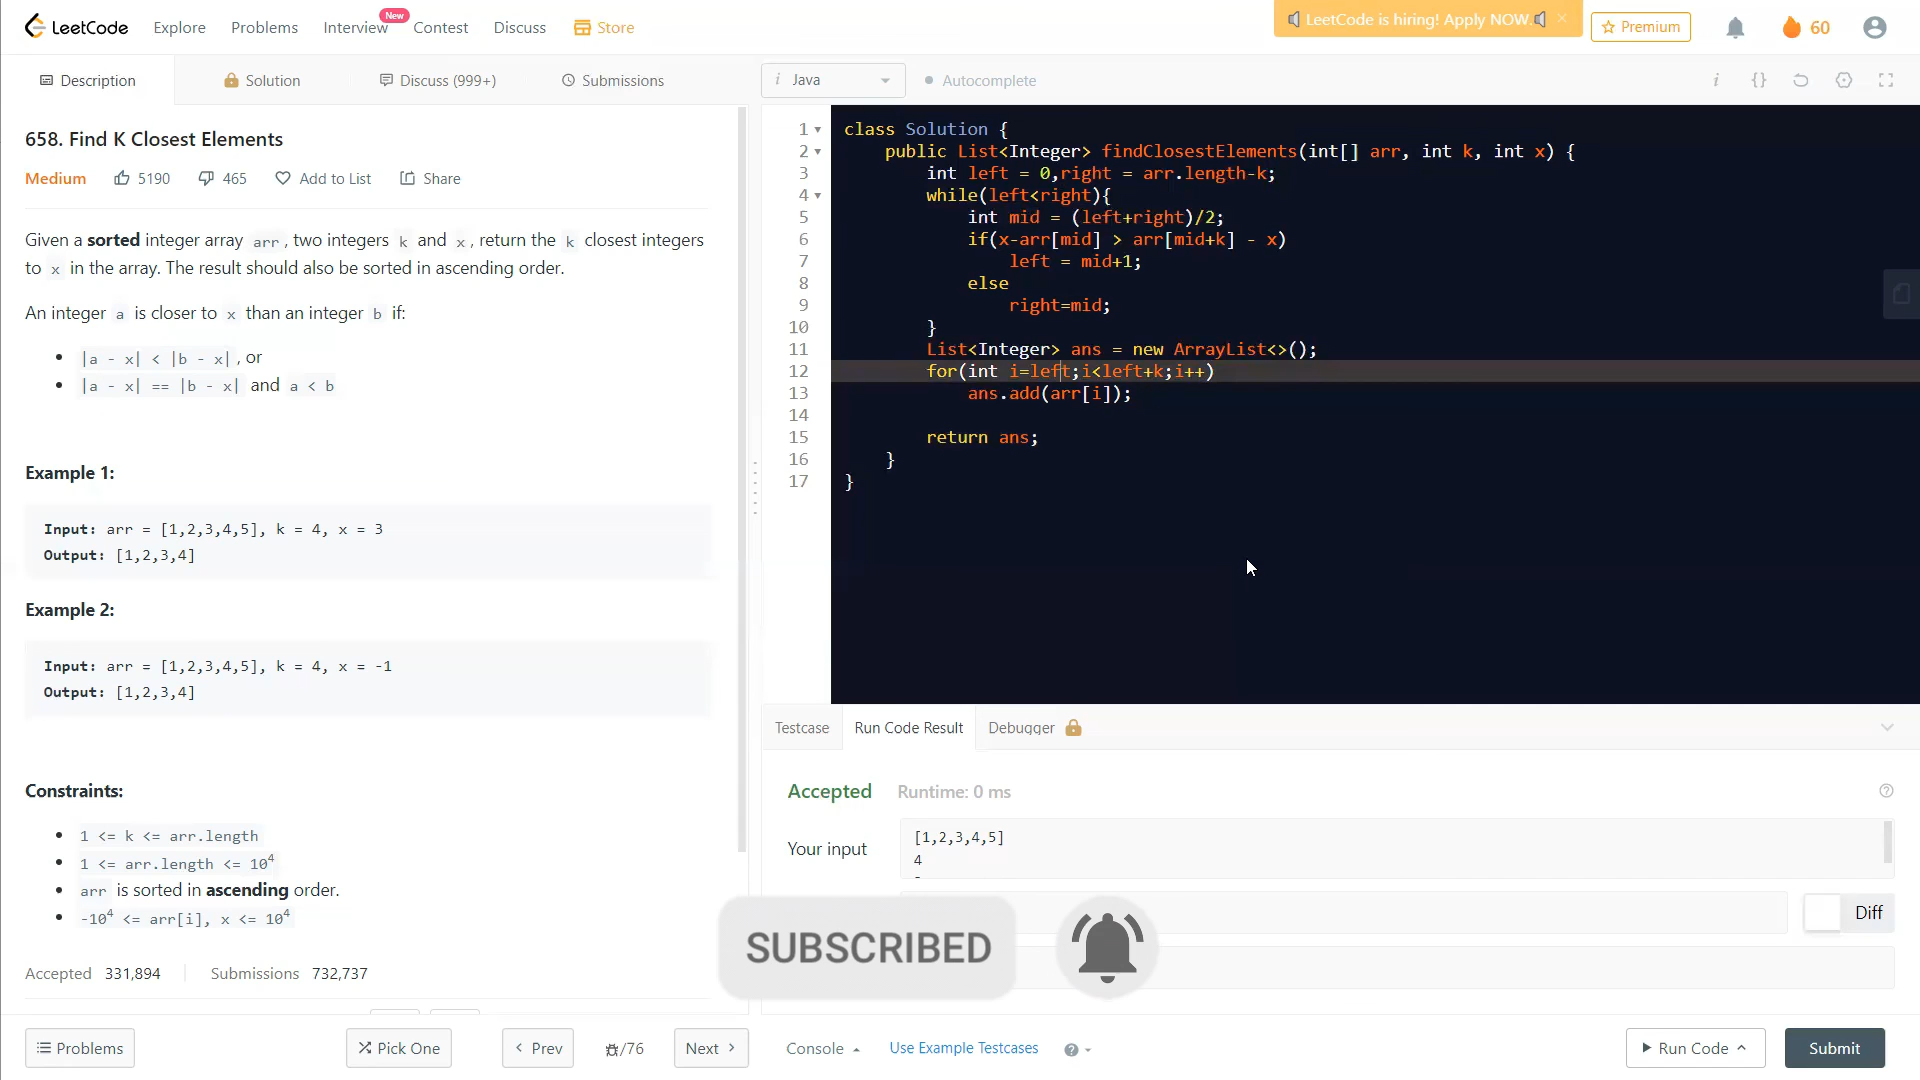 LeetCode Explore Problems Interview New Contest Discuss Store LeetCode is hiring! Apply NOW. Premium 60
Description Solution Discuss (999+) Submissions
i Java Autocomplete
658. Find K Closest Elements
Medium 5190 465 Add to List Share
Given a sorted integer array arr, two integers k and x, return the k closest integers
to x in the array. The result should also be sorted in ascending order.
An integer a is closer to x than an integer b if:
|a - x| < |b - x|, or
|a - x| == |b - x| and a < b
Example 1:
Input: arr = [1,2,3,4,5], k = 4, x = 3
Output: [1,2,3,4]
Example 2:
Input: arr = [1,2,3,4,5], k = 4, x = -1
Output: [1,2,3,4]
Constraints:
1 <= k <= arr.length
1 <= arr.length <= 10⁴
arr is sorted in ascending order.
-10⁴ <= arr[i], x <= 10⁴
Accepted 331,894 Submissions 732,737
Problems Pick One Prev /76 Next
1 class Solution {
2 public List<Integer> findClosestElements(int[] arr, int k, int x) {
3 int left = 0,right = arr.length-k;
4 while(left<right){
5 int mid = (left+right)/2;
6 if(x-arr[mid] > arr[mid+k] - x)
7 left = mid+1;
8 else
9 right=mid;
10 }
11 List<Integer> ans = new ArrayList<>();
12 for(int i=left;i<left+k;i++)
13 ans.add(arr[i]);
14
15 return ans;
16 }
17 }
Testcase Run Code Result Debugger
Accepted Runtime: 0 ms
Your input
[1,2,3,4,5]
4
Diff
SUBSCRIBED
Console Use Example Testcases Run Code Submit